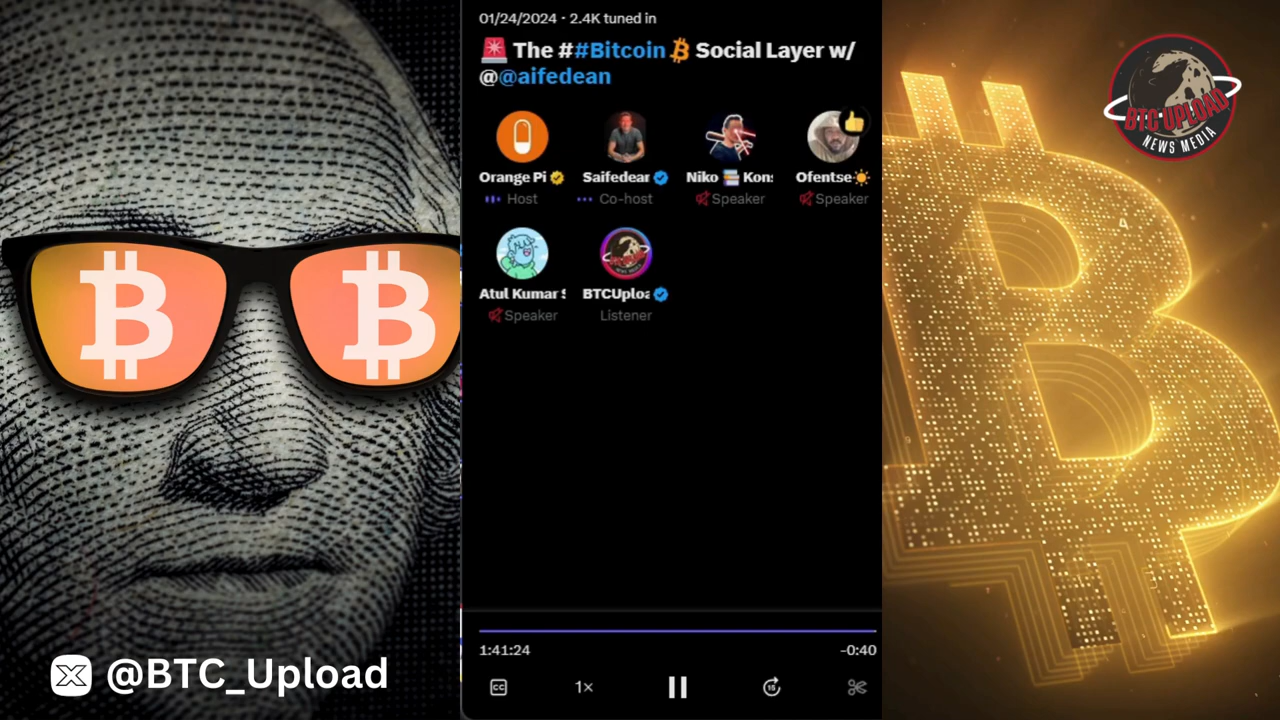 01/24/2024 · 2.4K tuned in
🚨 The ##Bitcoin Social Layer w/
@@aifedean
Orange Pi
Saifedear
Niko 📚 Kon:
Ofentse☀️
Host
Co-host
Speaker
Speaker
Atul Kumar S
BTCUploa
Speaker
Listener
1:41:24
-0:40
CC
1×
15
@BTC_Upload
BTC UPLOAD
NEWS MEDIA